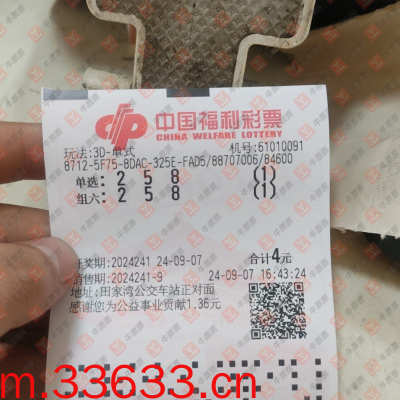 中国福利彩票
CHINA WELFARE LOTTERY
玩法:3D-单式 机号:61010091
8712-5F75-8DAC-325E-FAD5/88707006/84600
单选: 2 5 8 (1)
组六: 2 5 8 (1)
开奖期:2024241 24-09-07 合计4元
销售期:2024241-9 24-09-07 16:43:24
地址:田家湾公交车站正对面
感谢您为公益事业贡献1.36元
m.33633.cn